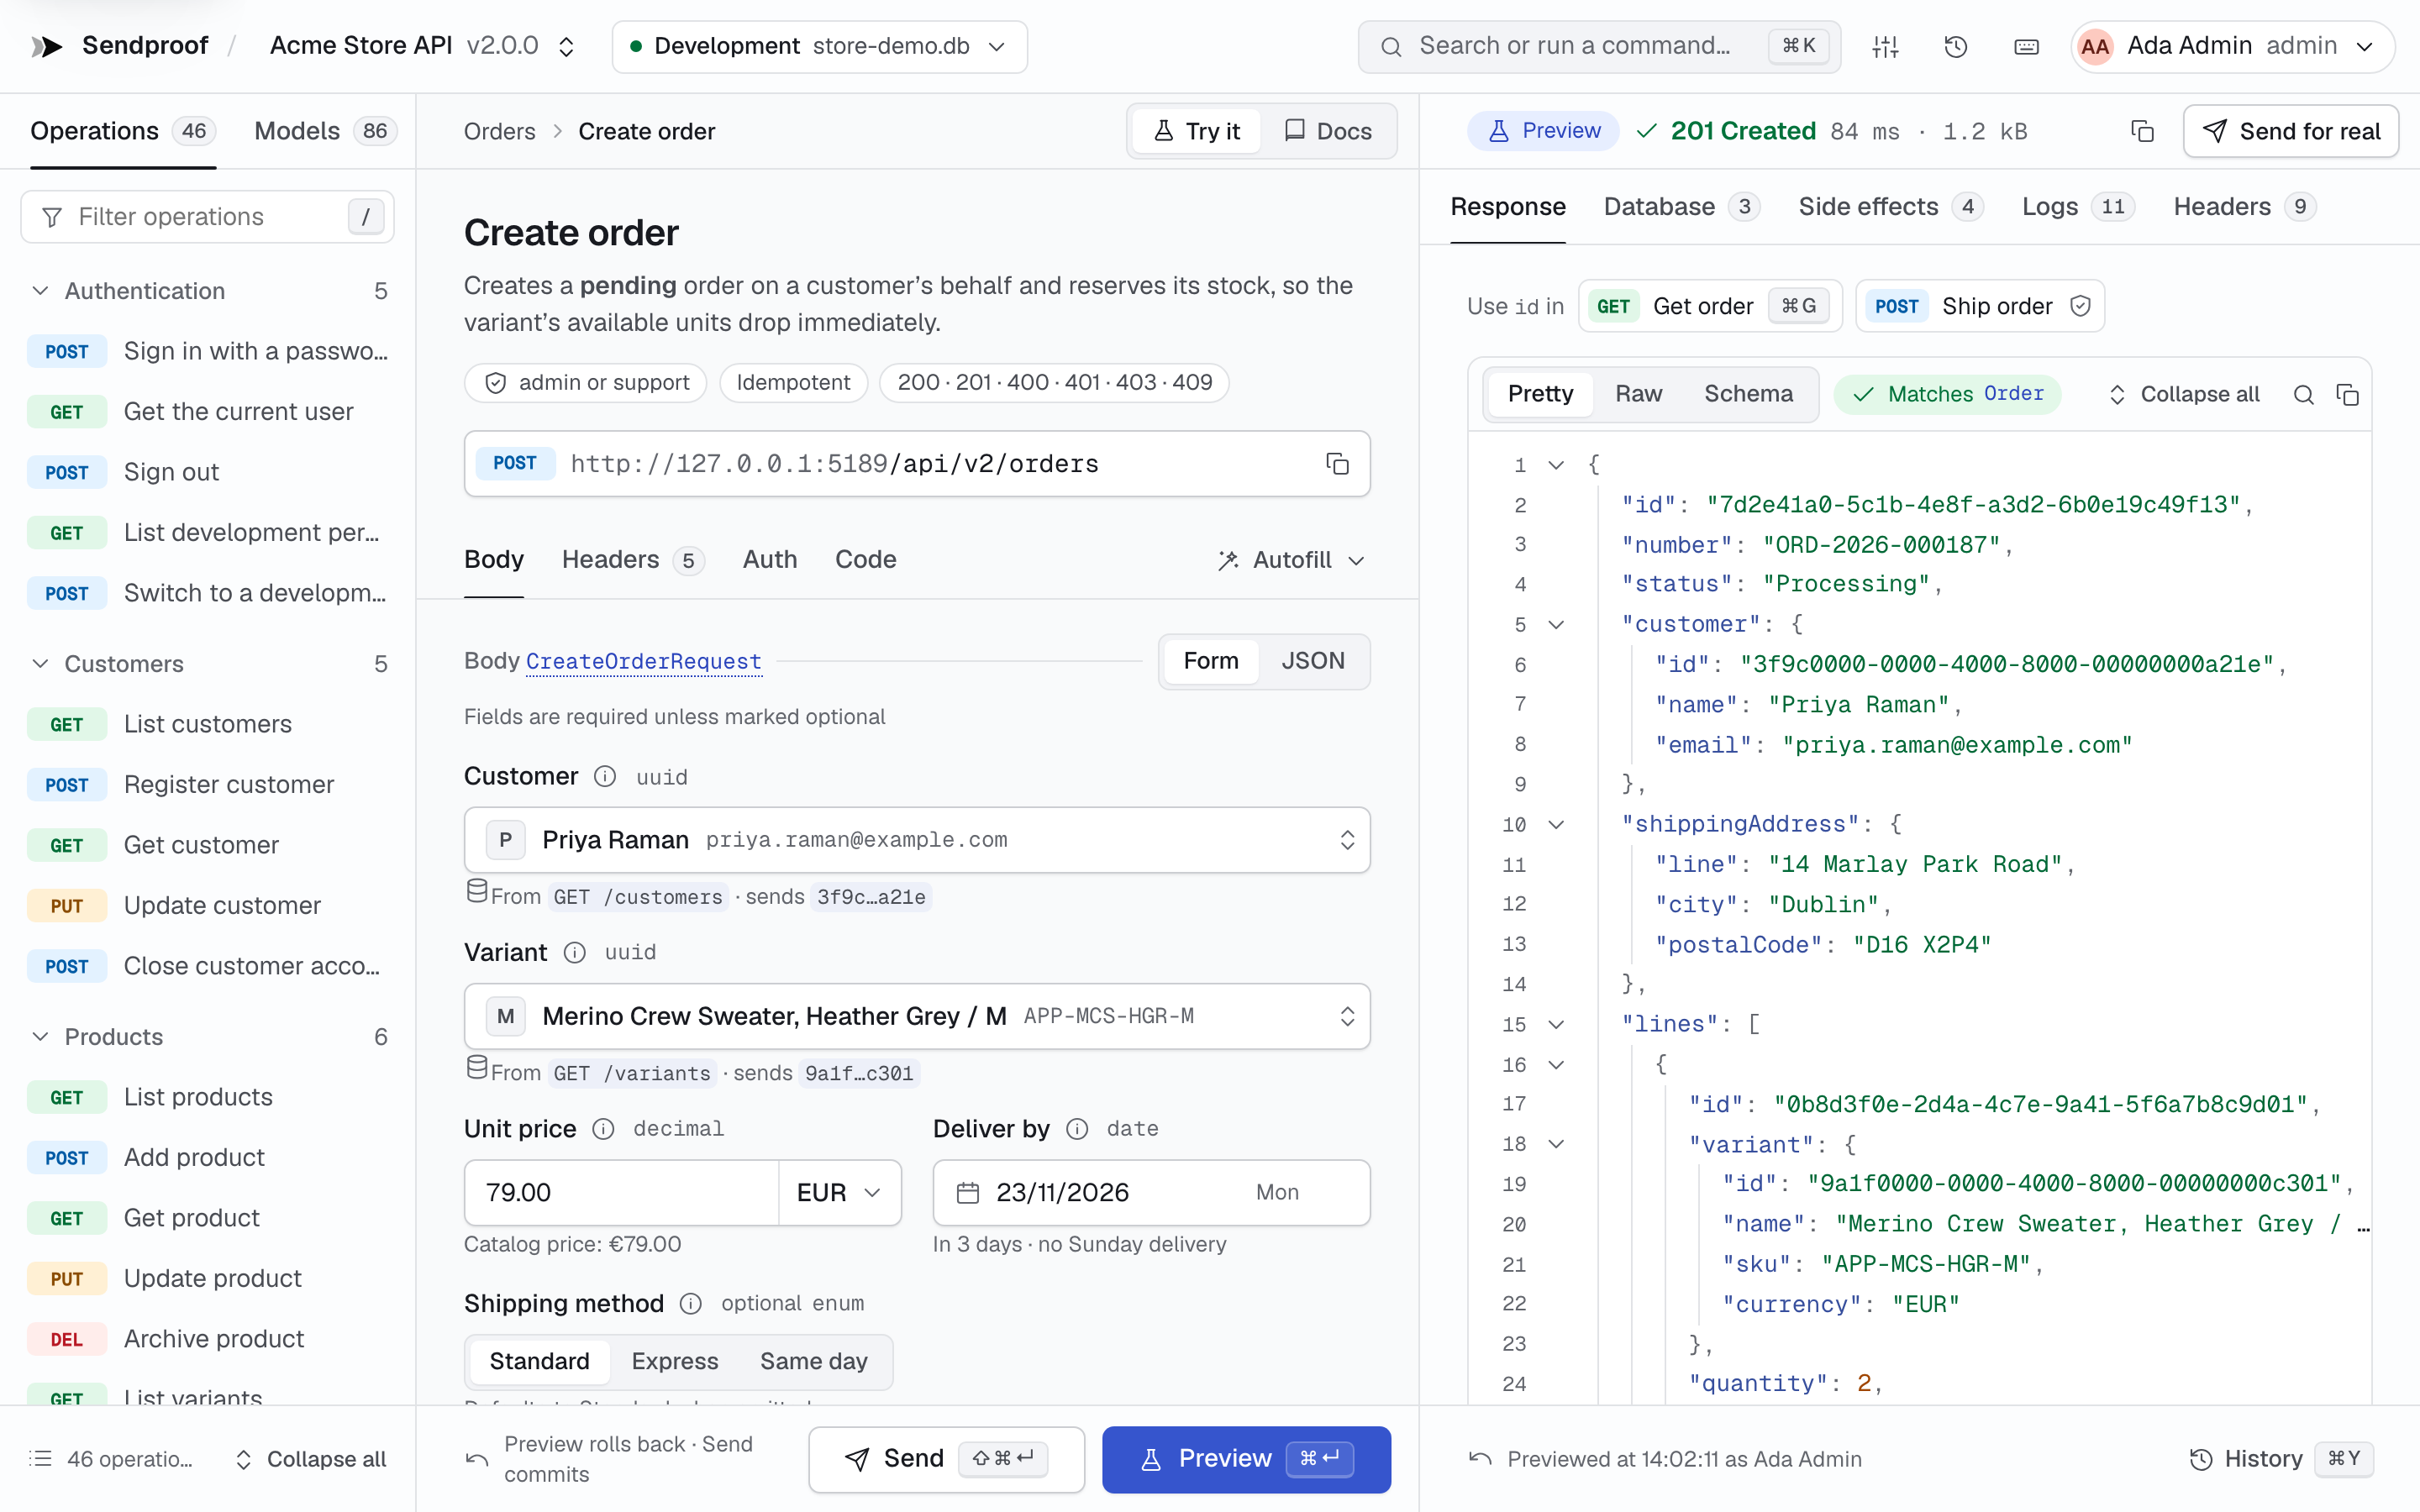 Sendproof / Acme Store API v2.0.0
Development store-demo.db
Search or run a command... ⌘K
AA Ada Admin admin
Operations 46 Models 86
Filter operations /
Authentication 5
POST Sign in with a passwo...
GET Get the current user
POST Sign out
GET List development per...
POST Switch to a developm...
Customers 5
GET List customers
POST Register customer
GET Get customer
PUT Update customer
POST Close customer acco...
Products 6
GET List products
POST Add product
GET Get product
PUT Update product
DEL Archive product
GET List variants
46 operatio... Collapse all
Orders > Create order
Try it Docs
Create order
Creates a pending order on a customer’s behalf and reserves its stock, so the
variant’s available units drop immediately.
admin or support Idempotent 200 · 201 · 400 · 401 · 403 · 409
POST http://127.0.0.1:5189/api/v2/orders
Body Headers 5 Auth Code Autofill
Body CreateOrderRequest Form JSON
Fields are required unless marked optional
Customer uuid
P Priya Raman priya.raman@example.com
From GET /customers · sends 3f9c…a21e
Variant uuid
M Merino Crew Sweater, Heather Grey / M APP-MCS-HGR-M
From GET /variants · sends 9a1f…c301
Unit price decimal Deliver by date
79.00 EUR 23/11/2026 Mon
Catalog price: €79.00 In 3 days · no Sunday delivery
Shipping method optional enum
Standard Express Same day
Preview rolls back · Send
commits
Send ⇧⌘↵ Preview ⌘↵
Preview 201 Created 84 ms · 1.2 kB Send for real
Response Database 3 Side effects 4 Logs 11 Headers 9
Use id in GET Get order ⌘G POST Ship order
Pretty Raw Schema Matches Order Collapse all
1 {
2 "id": "7d2e41a0-5c1b-4e8f-a3d2-6b0e19c49f13",
3 "number": "ORD-2026-000187",
4 "status": "Processing",
5 "customer": {
6 "id": "3f9c0000-0000-4000-8000-00000000a21e",
7 "name": "Priya Raman",
8 "email": "priya.raman@example.com"
9 },
10 "shippingAddress": {
11 "line": "14 Marlay Park Road",
12 "city": "Dublin",
13 "postalCode": "D16 X2P4"
14 },
15 "lines": [
16 {
17 "id": "0b8d3f0e-2d4a-4c7e-9a41-5f6a7b8c9d01",
18 "variant": {
19 "id": "9a1f0000-0000-4000-8000-00000000c301",
20 "name": "Merino Crew Sweater, Heather Grey / …
21 "sku": "APP-MCS-HGR-M",
22 "currency": "EUR"
23 },
24 "quantity": 2,
Previewed at 14:02:11 as Ada Admin History ⌘Y